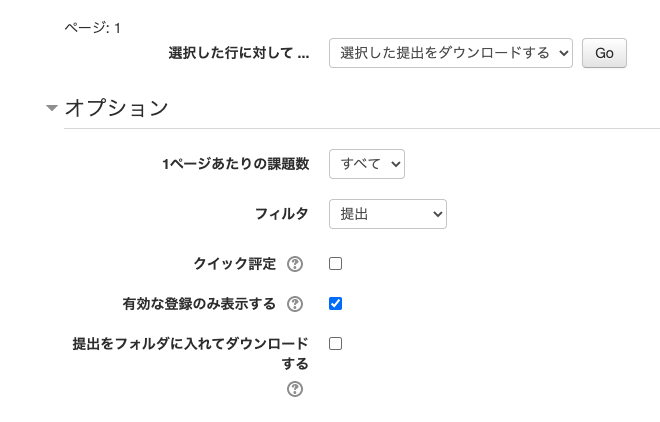 ページ: 1
選択した行に対して ...
選択した提出をダウンロードする
Go
オプション
1ページあたりの課題数
すべて
フィルタ
提出
クイック評定
?
有効な登録のみ表示する
?
提出をフォルダに入れてダウンロード
する
?